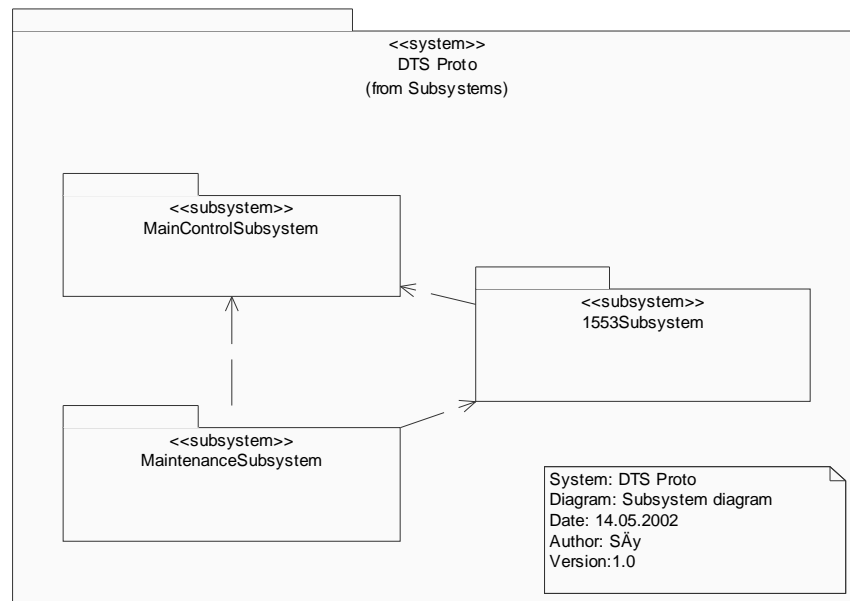 <<system>>
DTS Proto
(from Subsystems)
<<subsystem>>
MainControlSubsystem
<<subsystem>>
1553Subsystem
<<subsystem>>
MaintenanceSubsystem
System: DTS Proto
Diagram: Subsystem diagram
Date: 14.05.2002
Author: SÄy
Version:1.0